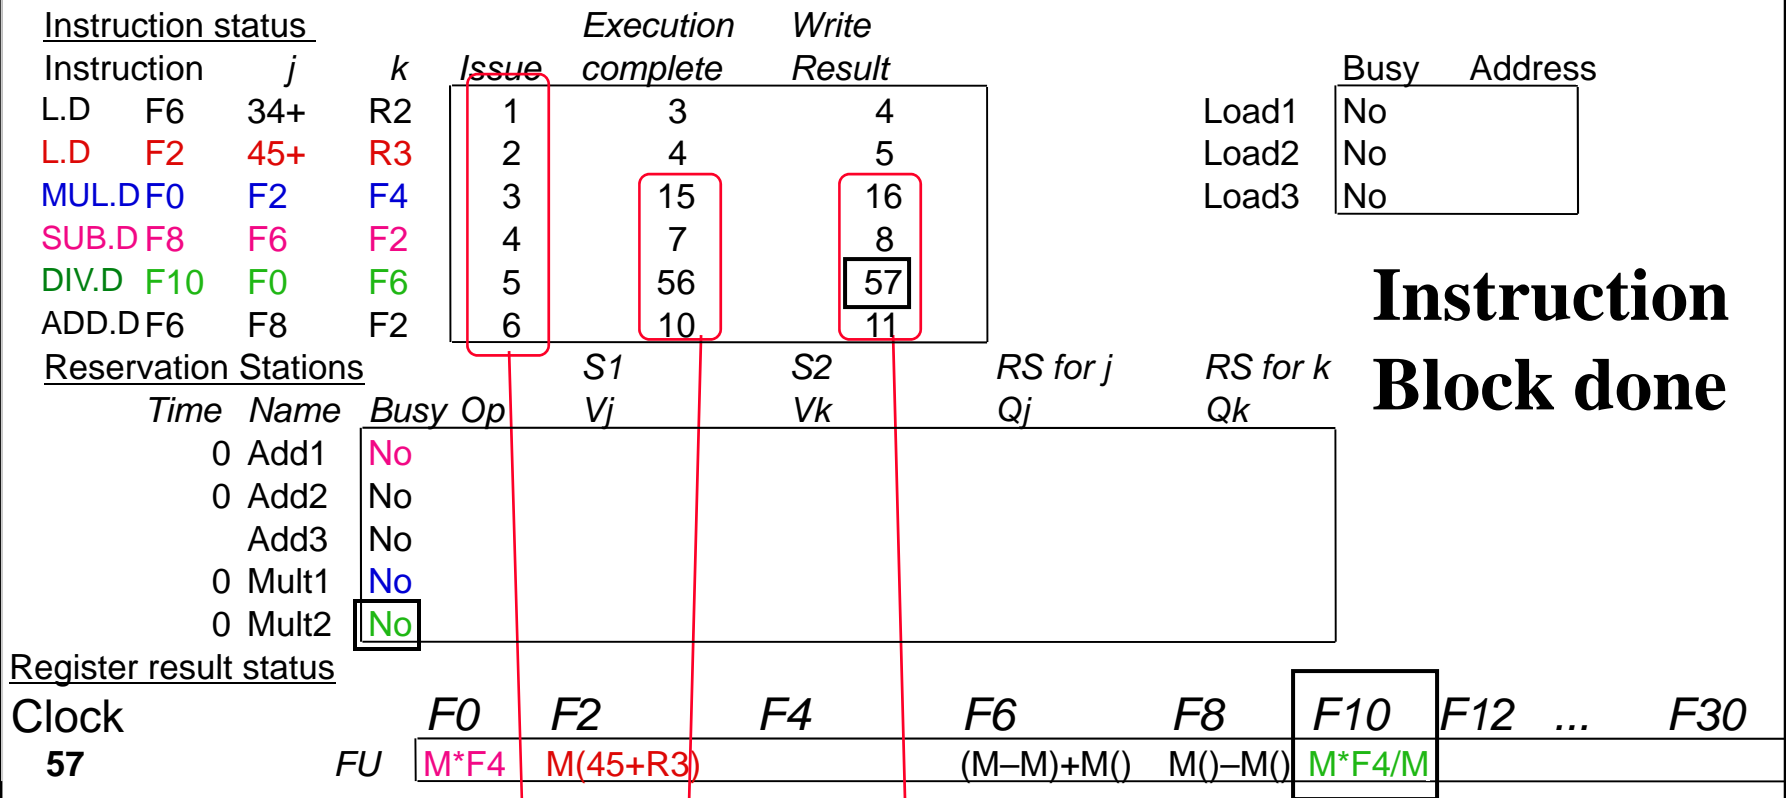 Instruction status Execution Write
Instruction j k Issue complete Result Busy Address
L.D F6 34+ R2 1 3 4 Load1 No
L.D F2 45+ R3 2 4 5 Load2 No
MUL.D F0 F2 F4 3 15 16 Load3 No
SUB.D F8 F6 F2 4 7 8
DIV.D F10 F0 F6 5 56 57
ADD.D F6 F8 F2 6 10 11
Instruction
Block done
Reservation Stations S1 S2 RS for j RS for k
Time Name Busy Op Vj Vk Qj Qk
0 Add1 No
0 Add2 No
Add3 No
0 Mult1 No
0 Mult2 No
Register result status
Clock F0 F2 F4 F6 F8 F10 F12 ... F30
57 FU M*F4 M(45+R3) (M–M)+M() M()–M() M*F4/M